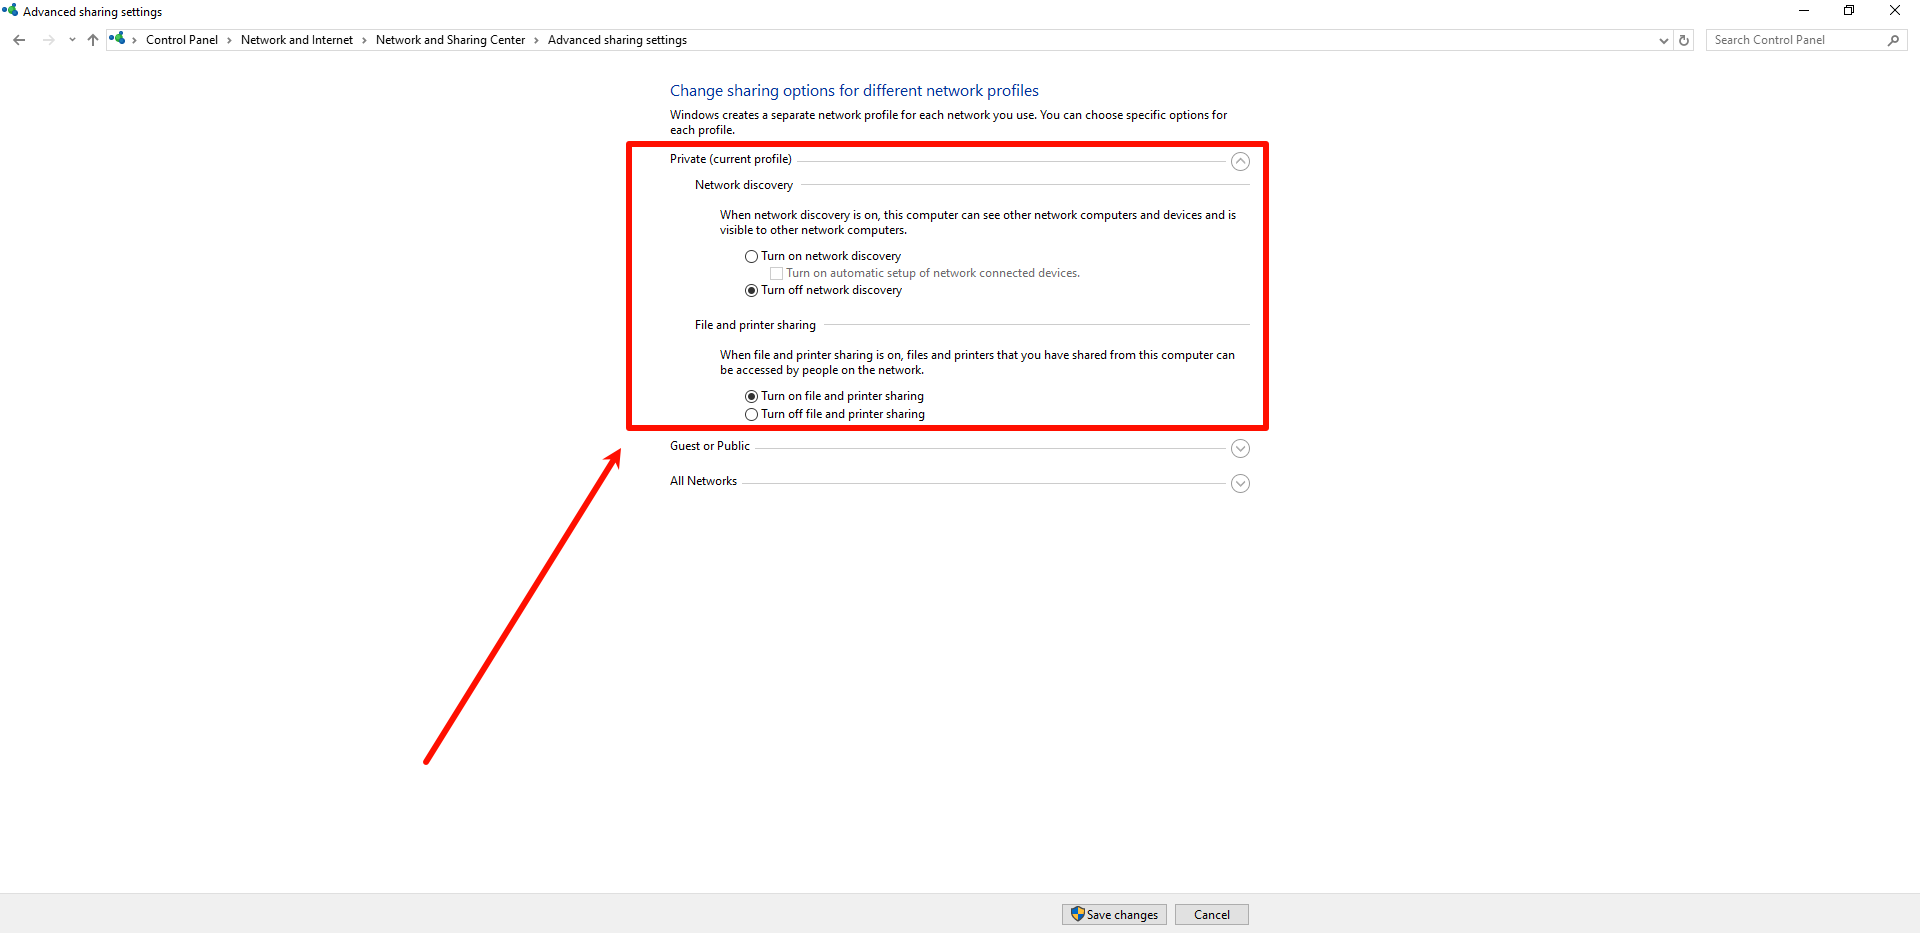 Advanced sharing settings
Control Panel > Network and Internet > Network and Sharing Center > Advanced sharing settings
Search Control Panel
Change sharing options for different network profiles
Windows creates a separate network profile for each network you use. You can choose specific options for
each profile.
Private (current profile)
Network discovery
When network discovery is on, this computer can see other network computers and devices and is
visible to other network computers.
Turn on network discovery
Turn on automatic setup of network connected devices.
Turn off network discovery
File and printer sharing
When file and printer sharing is on, files and printers that you have shared from this computer can
be accessed by people on the network.
Turn on file and printer sharing
Turn off file and printer sharing
Guest or Public
All Networks
Save changes
Cancel